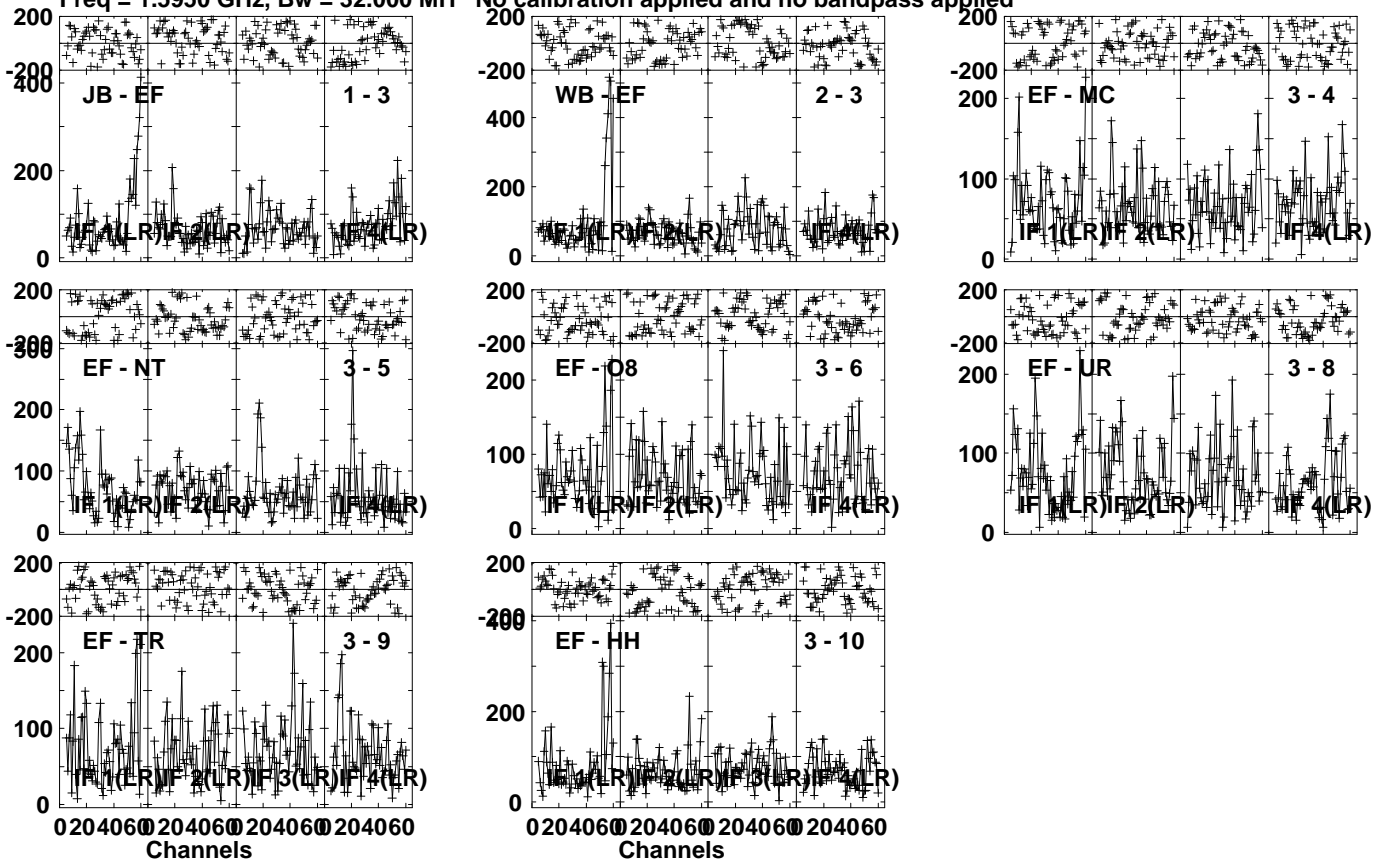 Freq = 1.5950 GHz, Bw = 32.000 MH No calibration applied and no bandpass applied
200 200 200
-200 -200 -200
400
JB - EF 1 - 3 WB - EF 2 - 3 EF - MC 3 - 4
400 200
200 200 100
IF 1(LR) IF 2(LR) IF 4(LR) IF 1(LR) IF 2(LR) IF 4(LR) IF 1(LR) IF 2(LR) IF 4(LR)
0 0 0
200 200 200
-200 -200 -200
300
EF - NT 3 - 5 EF - O8 3 - 6 EF - UR 3 - 8
200 200 200
100 100 100
IF 1(LR) IF 2(LR) IF 4(LR) IF 1(LR) IF 2(LR) IF 4(LR) IF 1(LR) IF 2(LR) IF 4(LR)
0 0 0
200 200
-200 -200
400
EF - TR 3 - 9 EF - HH 3 - 10
200 200
100
IF 1(LR) IF 2(LR) IF 3(LR) IF 4(LR) IF 1(LR) IF 2(LR) IF 3(LR) IF 4(LR)
0 0
0 20 40 60 0 20 40 60 0 20 40 60 0 20 40 60 0 20 40 60 0 20 40 60 0 20 40 60 0 20 40 60
Channels Channels